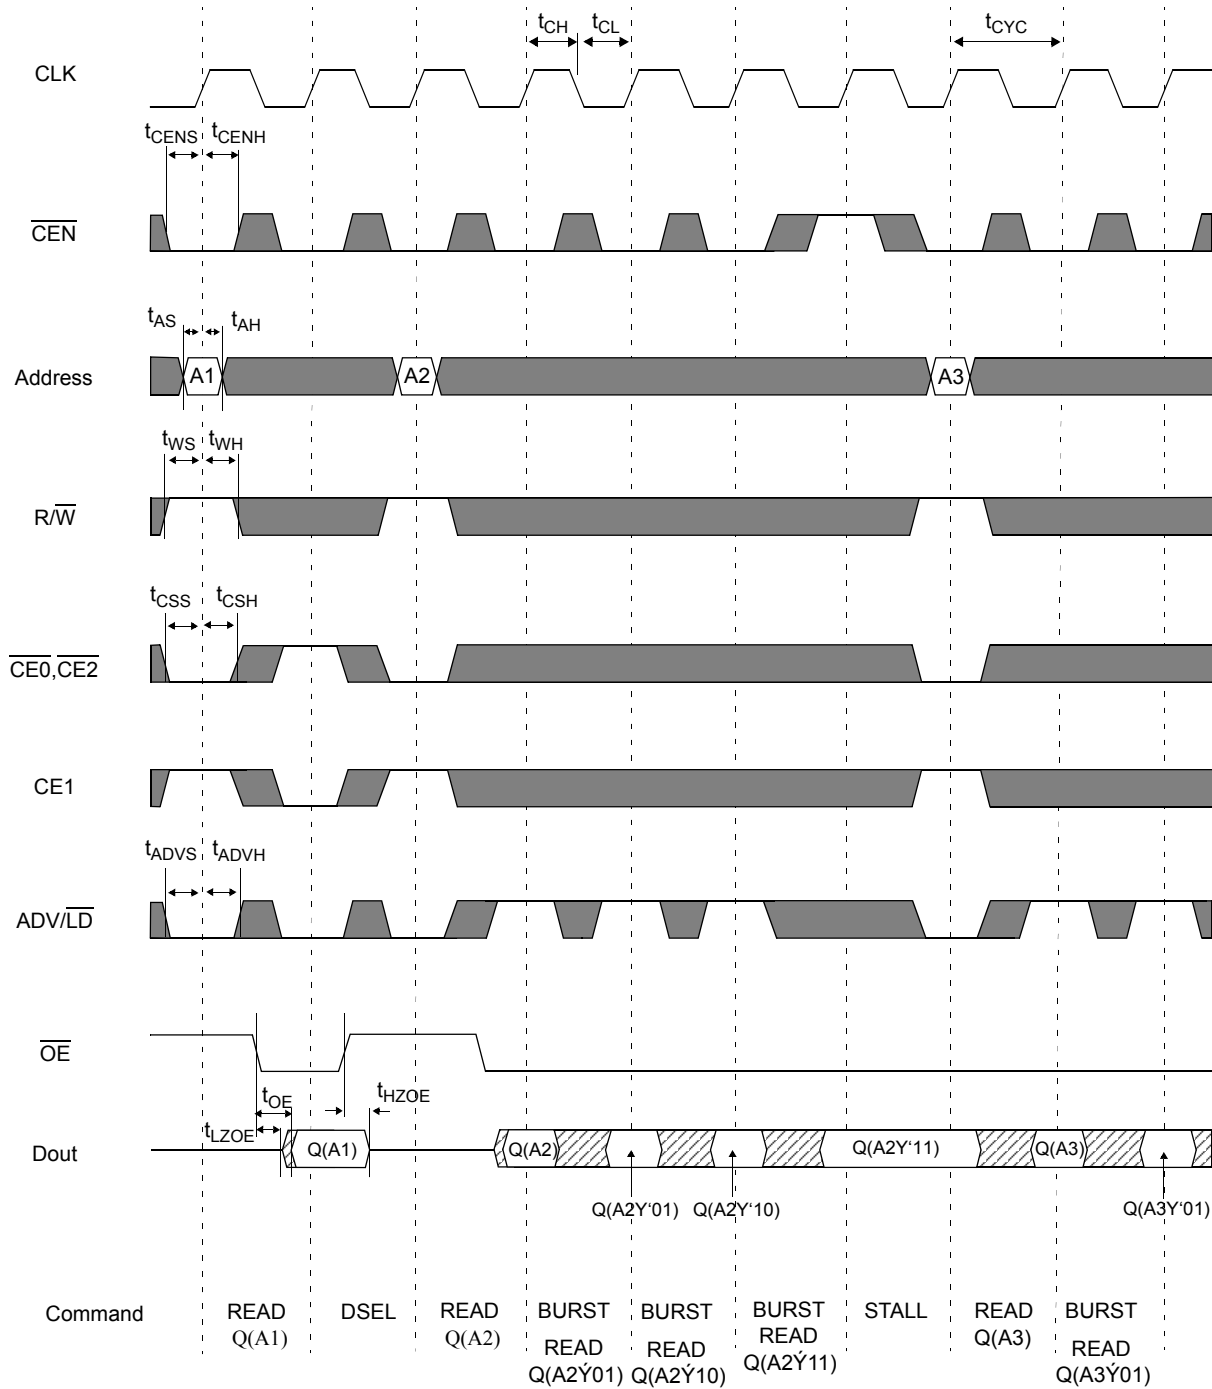 tCH tCL tCYC
CLK
tCENS tCENH
CEN
tAS tAH
Address A1 A2 A3
tWS tWH
R/W
tCSS tCSH
CE0,CE2
CE1
tADVS tADVH
ADV/LD
OE
tOE tHZOE
tLZOE
Dout Q(A1) Q(A2) Q(A2Y'11) Q(A3)
Q(A2Y‘01) Q(A2Y‘10) Q(A3Y‘01)
Command READ DSEL READ BURST BURST BURST STALL READ BURST
Q(A1) Q(A2) READ READ READ Q(A3) READ
Q(A2Ý01) Q(A2Ý10) Q(A2Ý11) Q(A3Ý01)